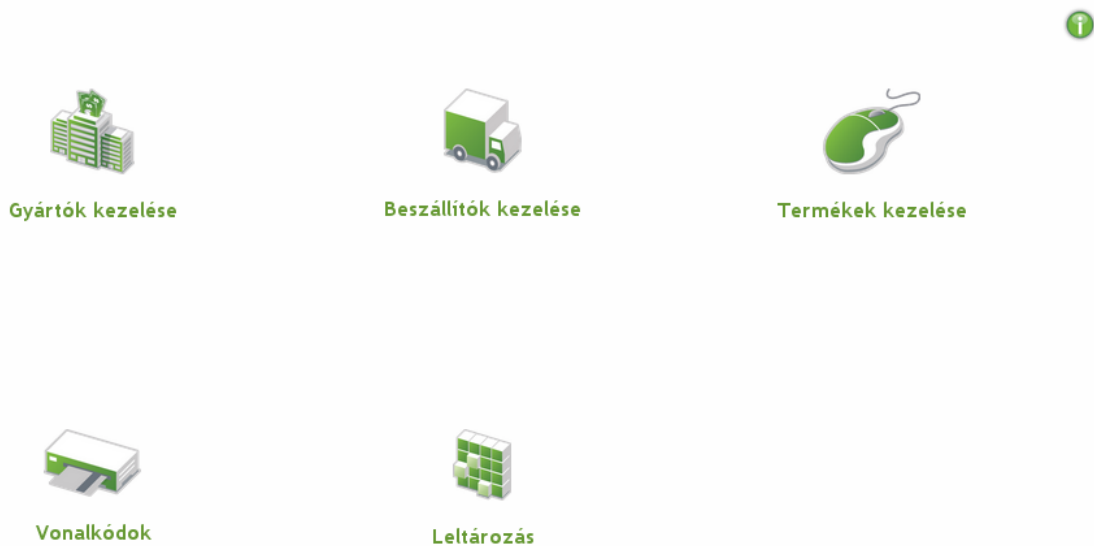 Gyártók kezelése
Beszállítók kezelése
Termékek kezelése
Vonalkódok
Leltározás